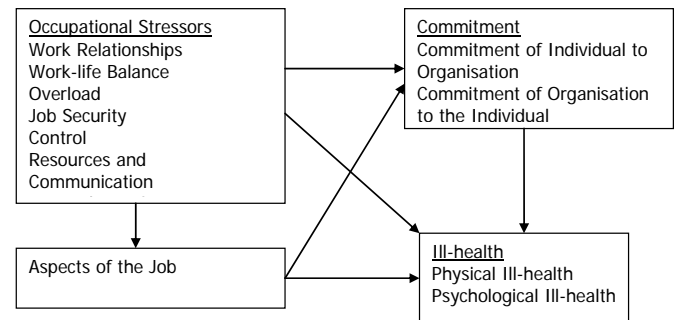 Occupational Stressors
Work Relationships
Work-life Balance
Overload
Job Security
Control
Resources and
Communication
Commitment
Commitment of Individual to
Organisation
Commitment of Organisation
to the Individual
Aspects of the Job
Ill-health
Physical Ill-health
Psychological Ill-health